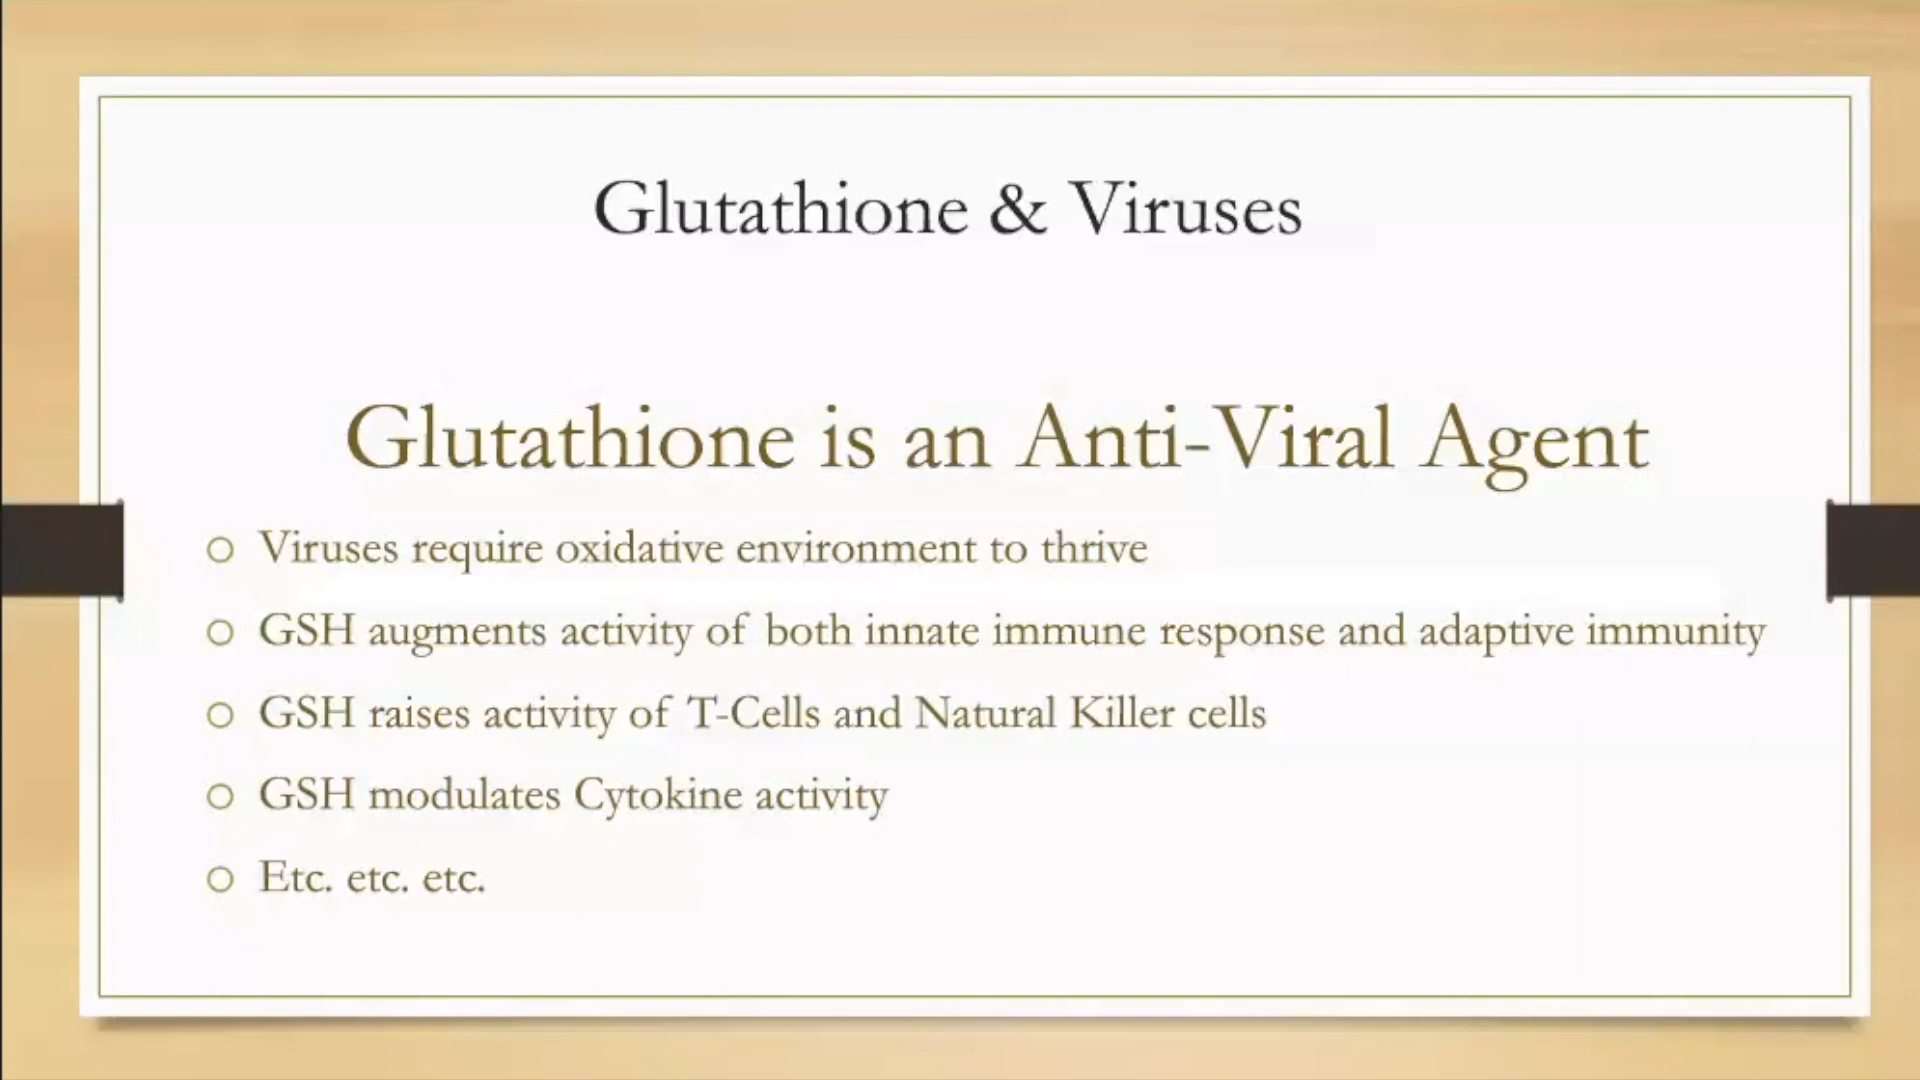 Glutathione & Viruses
Glutathione is an Anti-Viral Agent
Viruses require oxidative environment to thrive
GSH augments activity of both innate immune response and adaptive immunity
GSH raises activity of T-Cells and Natural Killer cells
GSH modulates Cytokine activity
Etc. etc. etc.